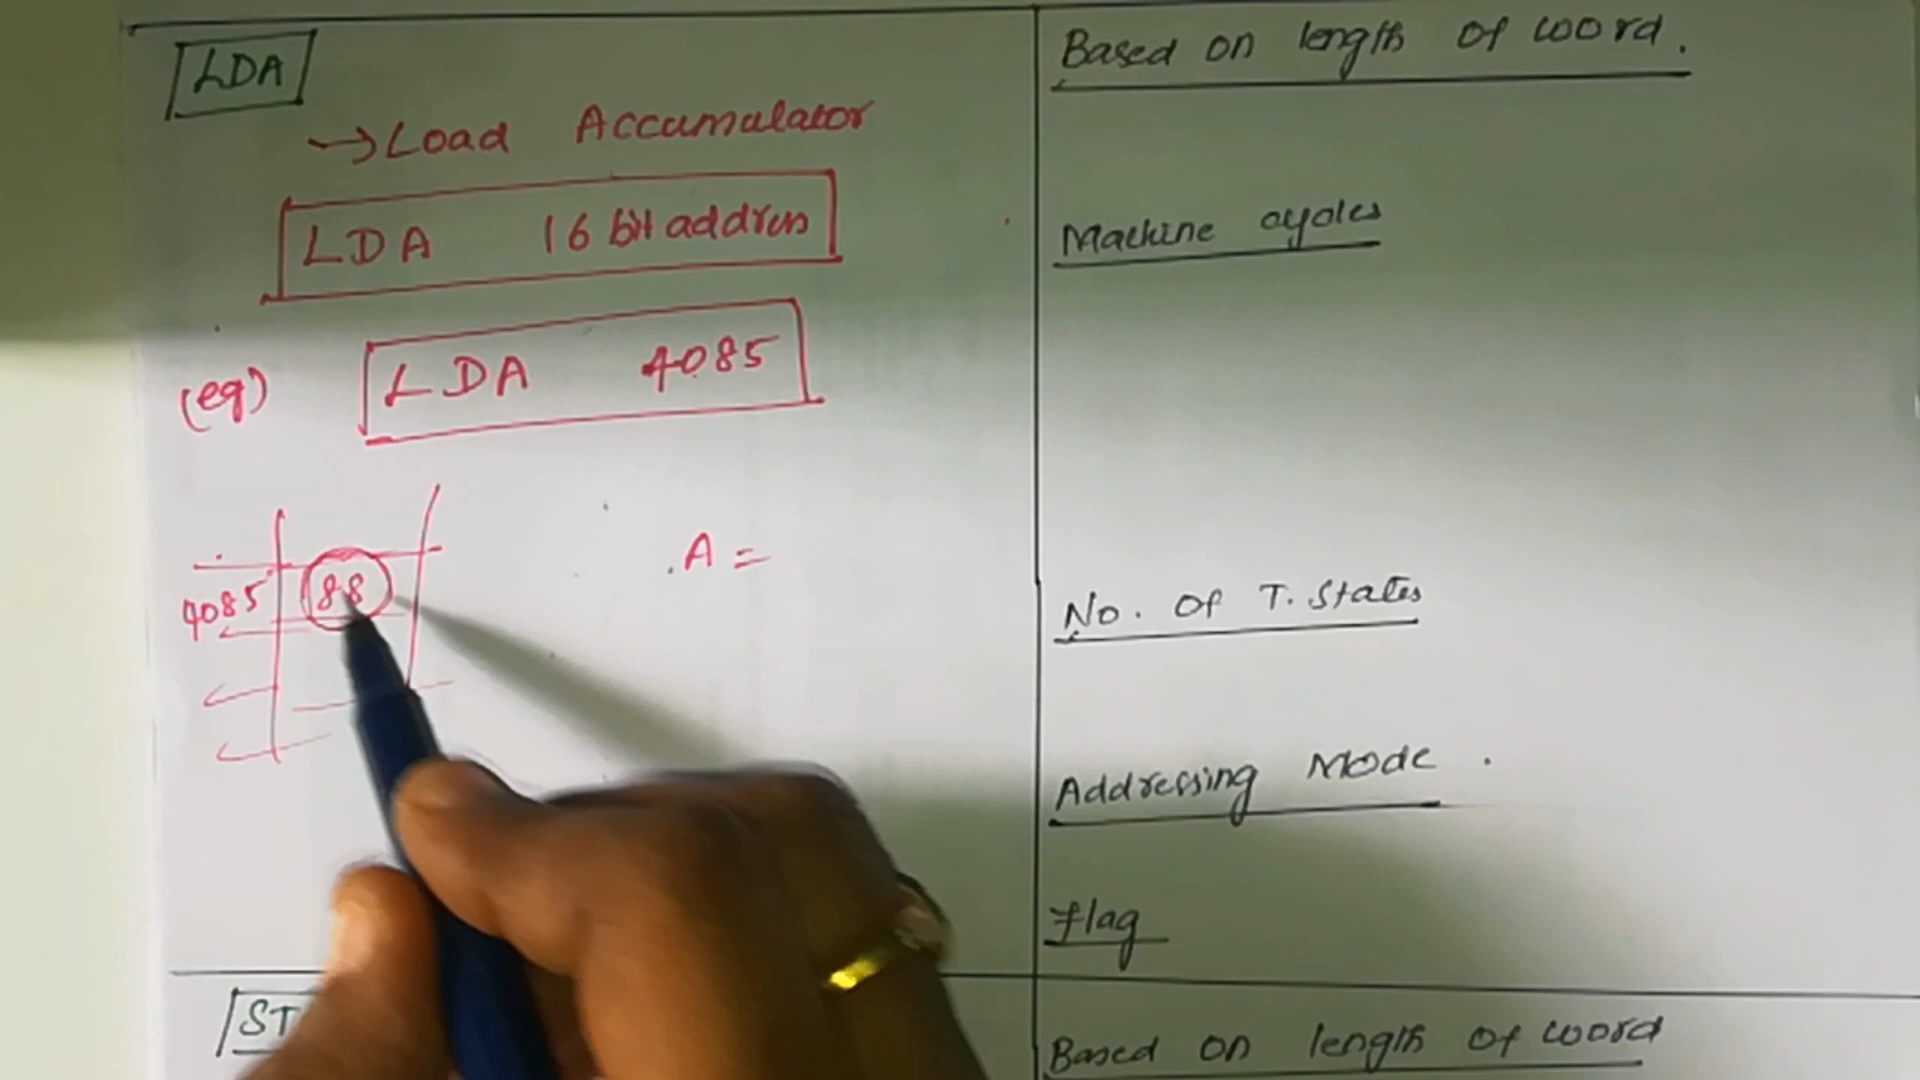 LDA
→ Load Accumulator
LDA 16 bit address
(eg) LDA 4085
4085 88
A =
ST
Based on length of word.
Machine cycles
No. of T. States
Addressing Mode.
Flag
Based on length of word